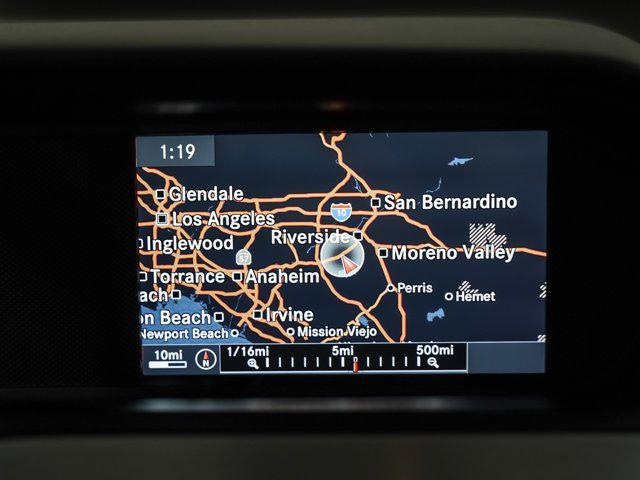 1:19
Glendale
San Bernardino
10
Los Angeles
Riverside
Inglewood
Moreno Valley
57
Torrance
Anaheim
Perris
ach
Hemet
on Beach
Irvine
Newport Beach
Mission Viejo
10mi
N
1/16mi 5mi 500mi